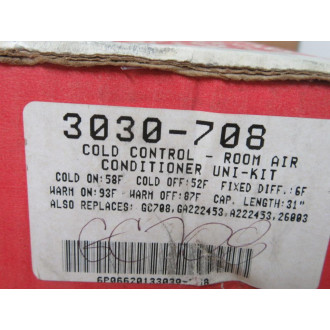 3030-708
COLD CONTROL - ROOM AIR
CONDITIONER UNI-KIT
COLD ON:58F COLD OFF:52F FIXED DIFF.:6F
WARM ON:93F WARM OFF:87F CAP. LENGTH:31"
ALSO REPLACES: GC708,GA222453,A222453,26003
GC708